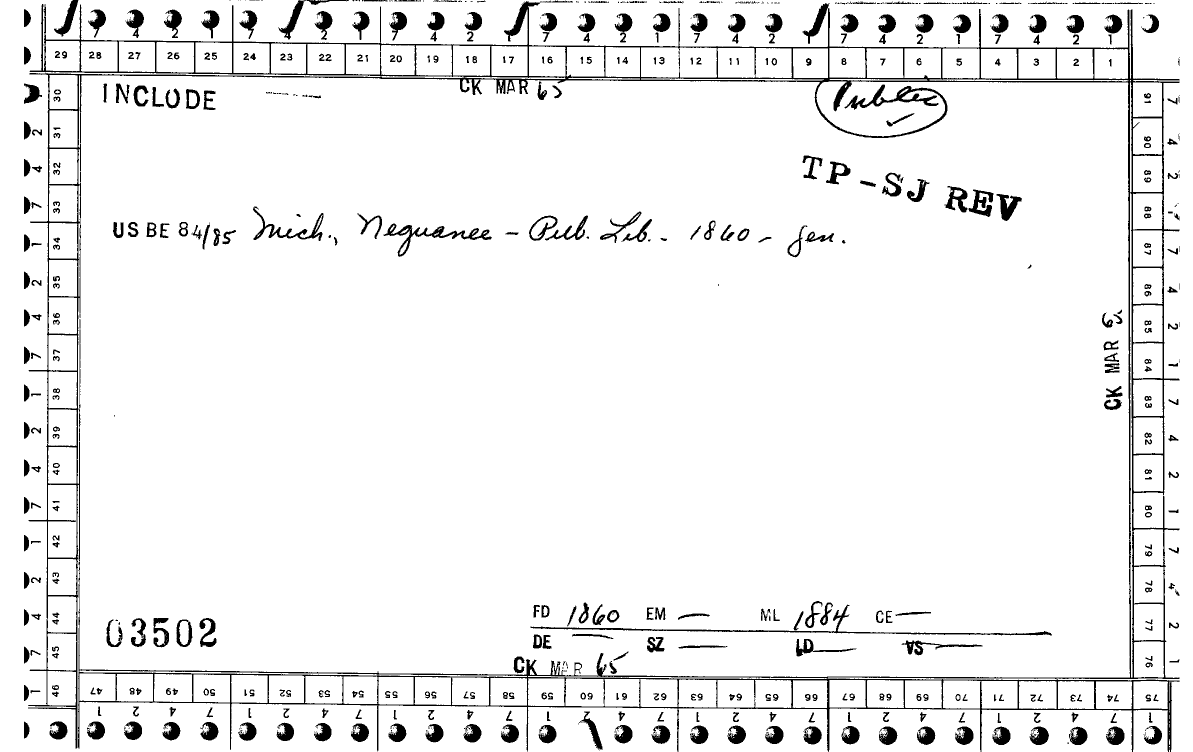 7 4 2 1 7 4 2 1 7 4 2 1 7 4 2 1 7 4 2 1 7 4 2 1 7 4 2 1
29 28 27 26 25 24 23 22 21 20 19 18 17 16 15 14 13 12 11 10 9 8 7 6 5 4 3 2 1
CK MAR 65
INCLODE
Public
TP-SJ REV
US BE 84/85 Mich., Neguanee - Pub. Lib. - 1860 - gen.
CK MAR 6
03502
FD 1860 EM — ML 1884 CE —
DE — SZ — LD — VS —
CK MAR 65
30 31 32 33 34 35 36 37 38 39 40 41 42 43 44 45 46
91 90 89 88 87 86 85 84 83 82 81 80 79 78 77 76 75
47 48 49 50 51 52 53 54 55 56 57 58 59 60 61 62 63 64 65 66 67 68 69 70 71 72 73 74
1 2 4 7 1 2 4 7 1 2 4 7 1 2 4 7 1 2 4 7 1 2 4 7 1 2 4 7 1